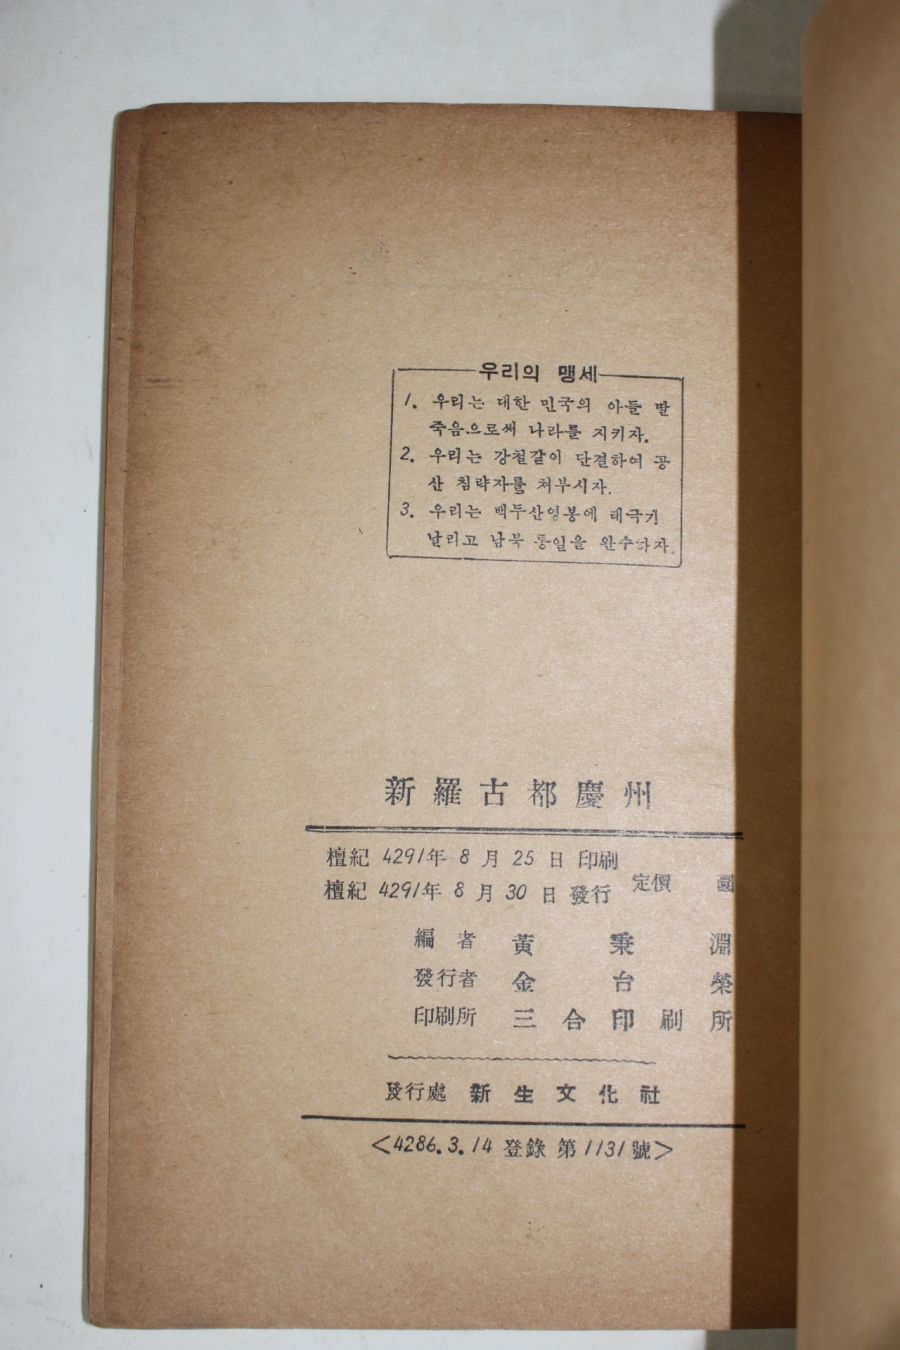 우리의 맹세
1. 우리는 대한 민국의 아들 딸
죽음으로써 나라를 지키자.
2. 우리는 강철같이 단결하여 공
산 침략자를 쳐부시자.
3. 우리는 백두산영봉에 태극기
날리고 남북 통일을 완수하자.
新羅古都慶州
檀紀 4291年 8月 25日 印刷
檀紀 4291年 8月 30日 發行
定價 圜
編者 黃秉淵
發行者 金台榮
印刷所 三合印刷所
發行處 新生文化社
<4286.3.14 登錄 第1131號>